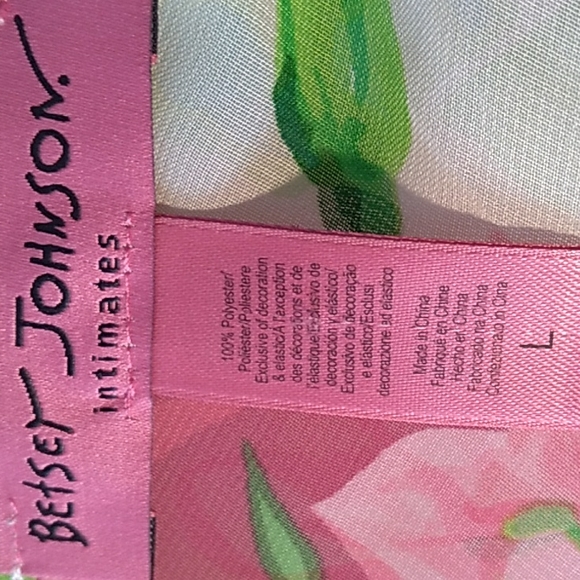 BETSEY JOHNSON.
intimates
100% Polyester/
Poliéster/Poliestere
Exclusive of decoration
& elastic/À l'exception
des décorations et de
l'élastique/Exclusivo de
decoración y elástico/
Exclusivo de decoração
e elástico/Esclusi
decorazione ed elastico
Made in China
Fabriqué en Chine
Hecho en China
Fabricado na China
Confezionato in Cina
L